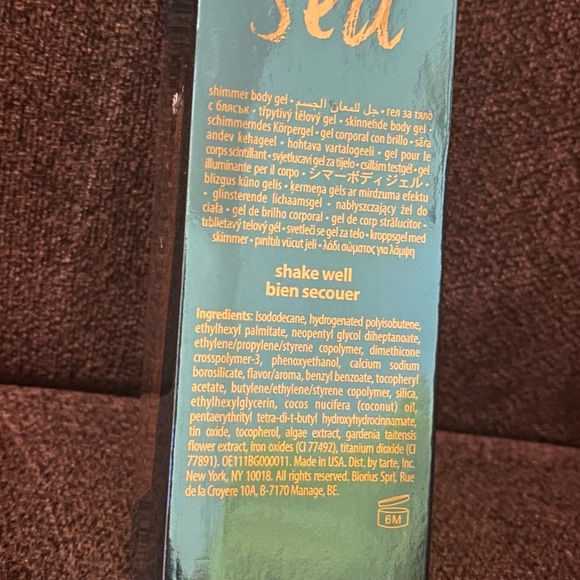 sea
shimmer body gel • جل للمعان الجسم • гел за тяло
с блясък • třpytivý tělový gel • skinnende body gel •
schimmerndes Körpergel • gel corporal con brillo • sära
andev kehageel • hohtava vartalogeeli • gel pour le
corps scintillant • svjetlucavi gel za tijelo • csillám testgél • gel
illuminante per il corpo • シマーボディジェル •
blizgus kūno gelis • ķermeņa gēls ar mirdzuma efektu
• glinsterende lichaamsgel • nabłyszczający żel do
ciała • gel de brilho corporal • gel de corp strălucitor •
trblietavý telový gél • svetleči se gel za telo • kroppsgel med
skimmer • pırıltılı vücut jeli • λάδι σώματος για λάμψη
shake well
bien secouer
Ingredients: Isododecane, hydrogenated polyisobutene,
ethylhexyl palmitate, neopentyl glycol diheptanoate,
ethylene/propylene/styrene copolymer, dimethicone
crosspolymer-3, phenoxyethanol, calcium sodium
borosilicate, flavor/aroma, benzyl benzoate, tocopheryl
acetate, butylene/ethylene/styrene copolymer, silica,
ethylhexylglycerin, cocos nucifera (coconut) oil,
pentaerythrityl tetra-di-t-butyl hydroxyhydrocinnamate,
tin oxide, tocopherol, algae extract, gardenia taitensis
flower extract, iron oxides (CI 77492), titanium dioxide (CI
77891). 0E111BG000011. Made in USA. Dist. by tarte, inc.
New York, NY 10018. All rights reserved. Biorius Sprl, Rue
de la Croyere 10A, B-7170 Manage, BE.
6M